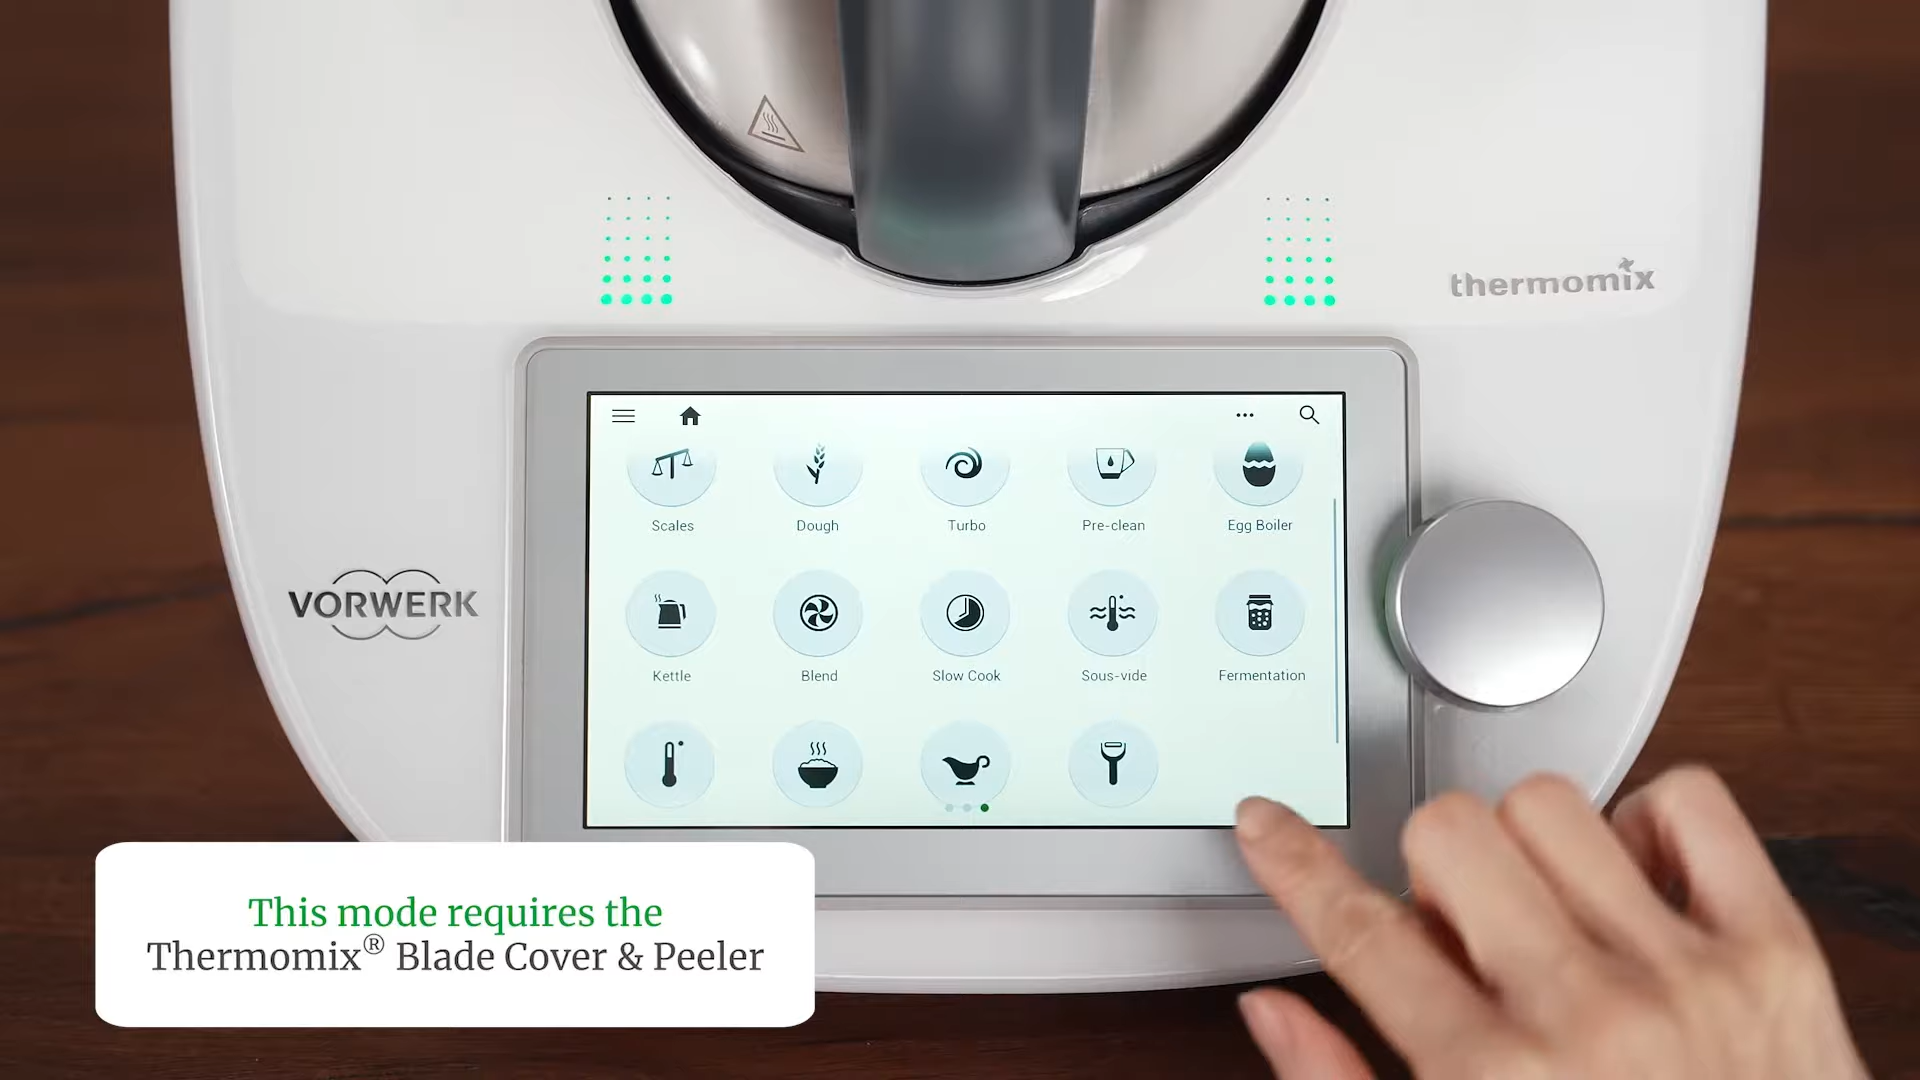 thermomix
VORWERK
Scales
Dough
Turbo
Pre-clean
Egg Boiler
Kettle
Blend
Slow Cook
Sous-vide
Fermentation
This mode requires the
Thermomix® Blade Cover & Peeler